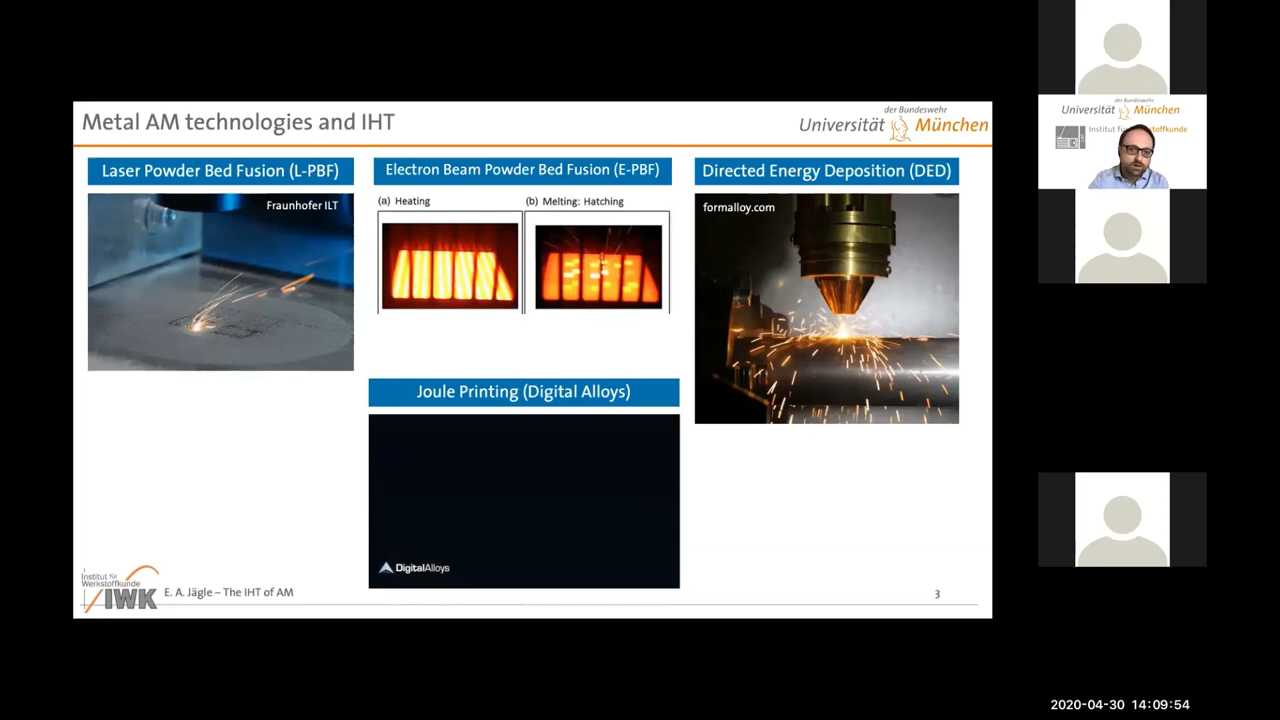 Metal AM technologies and IHT
der Bundeswehr
Universität München
Laser Powder Bed Fusion (L-PBF)
Fraunhofer ILT
Electron Beam Powder Bed Fusion (E-PBF)
(a) Heating
(b) Melting: Hatching
Directed Energy Deposition (DED)
formalloy.com
Joule Printing (Digital Alloys)
DigitalAlloys
Institut für
Werkstoffkunde
IWK
E. A. Jägle – The IHT of AM
3
der Bundeswehr
Universität München
Institut für stoffkunde
2020-04-30 14:09:54